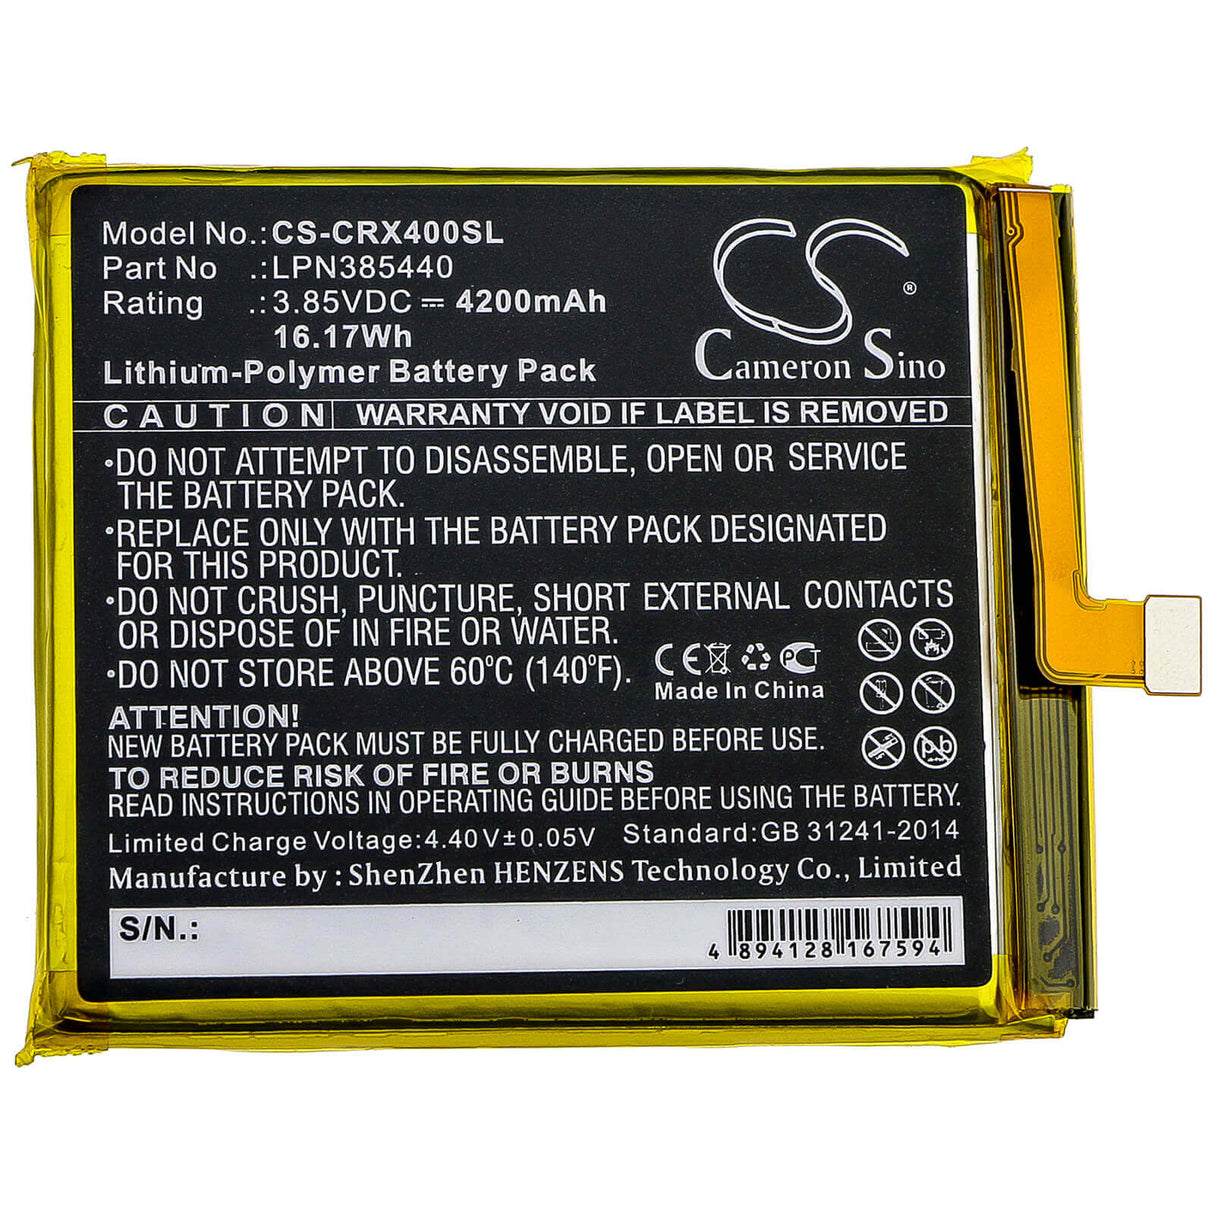 Model No.:CS-CRX400SL
Part No .:LPN385440
Rating .:3.85VDC ⎓ 4200mAh
16.17Wh
Lithium-Polymer Battery Pack
CS ®
Cameron Sino
CAUTION WARRANTY VOID IF LABEL IS REMOVED
•DO NOT ATTEMPT TO DISASSEMBLE, OPEN OR SERVICE
THE BATTERY PACK.
•REPLACE ONLY WITH THE BATTERY PACK DESIGNATED
FOR THIS PRODUCT.
•DO NOT CRUSH, PUNCTURE, SHORT EXTERNAL CONTACTS
OR DISPOSE OF IN FIRE OR WATER.
•DO NOT STORE ABOVE 60°C (140°F).
CE PCT
Made In China
Pb
ATTENTION!
NEW BATTERY PACK MUST BE FULLY CHARGED BEFORE USE.
TO REDUCE RISK OF FIRE OR BURNS
READ INSTRUCTIONS IN OPERATING GUIDE BEFORE USING THE BATTERY.
Limited Charge Voltage:4.40V±0.05V Standard:GB 31241-2014
Manufacture by : ShenZhen HENZENS Technology Co., Limited
S/N.:
4 894128 167594